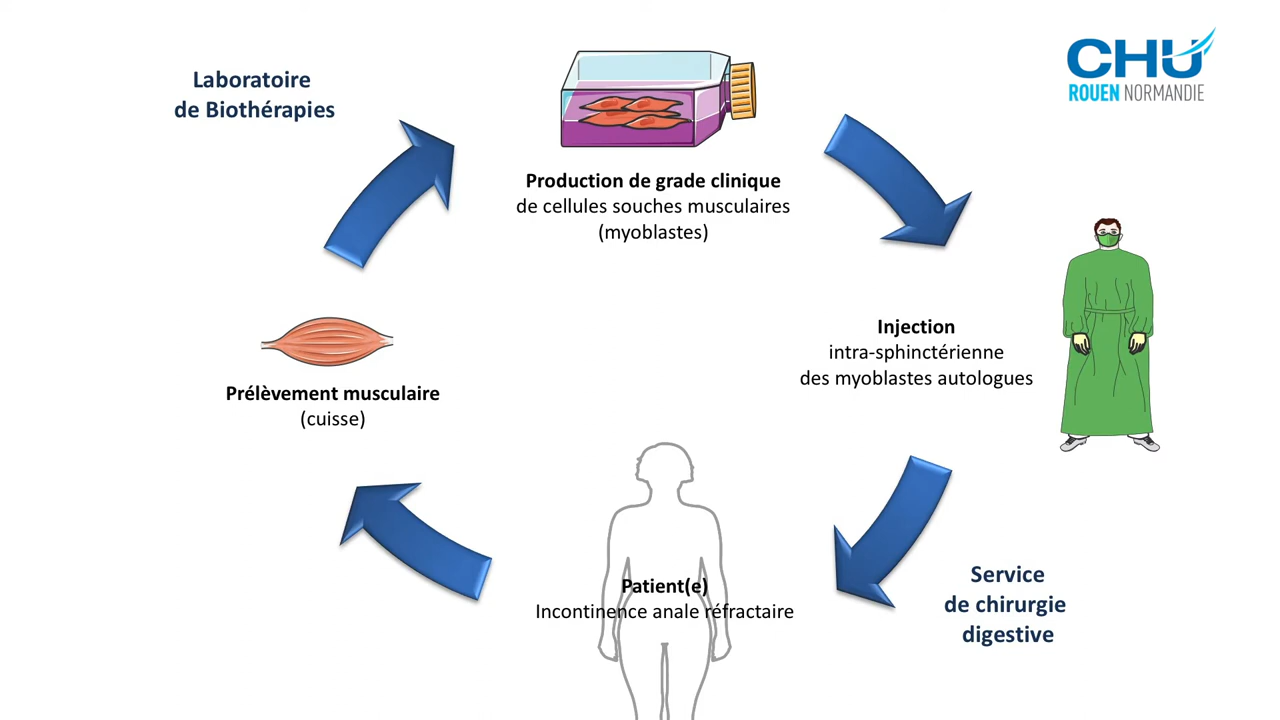 Laboratoire
de Biothérapies
CHU
ROUEN NORMANDIE
Production de grade clinique
de cellules souches musculaires
(myoblastes)
Injection
intra-sphinctérienne
des myoblastes autologues
Prélèvement musculaire
(cuisse)
Patient(e)
Incontinence anale réfractaire
Service
de chirurgie
digestive